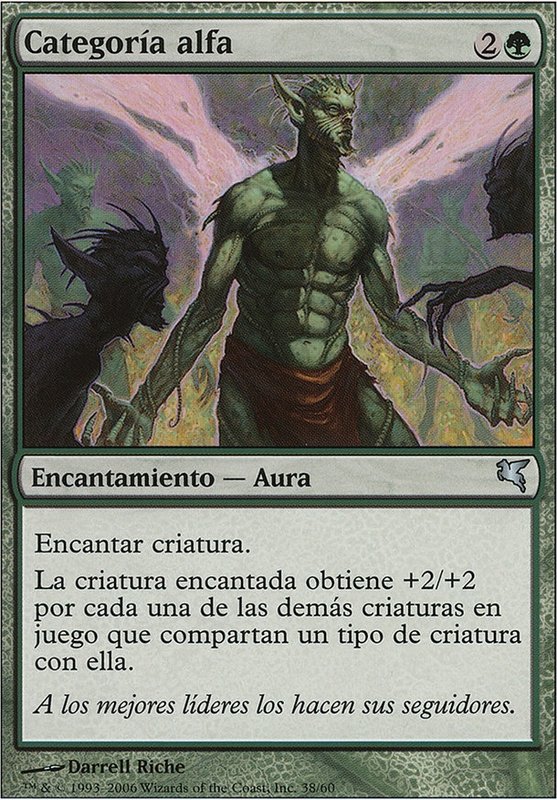 Categoría alfa 2
Encantamiento — Aura
Encantar criatura.
La criatura encantada obtiene +2/+2
por cada una de las demás criaturas en
juego que compartan un tipo de criatura
con ella.
A los mejores líderes los hacen sus seguidores.
Darrell Riche
™ & © 1993–2006 Wizards of the Coast, Inc. 38/60